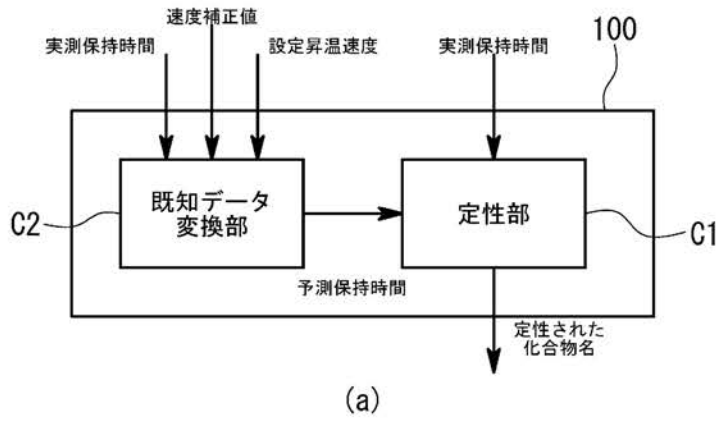 速度補正値
100
実測保持時間
設定昇温速度
実測保持時間
既知データ
変換部
定性部
C2
C1
予測保持時間
定性された
化合物名
(a)